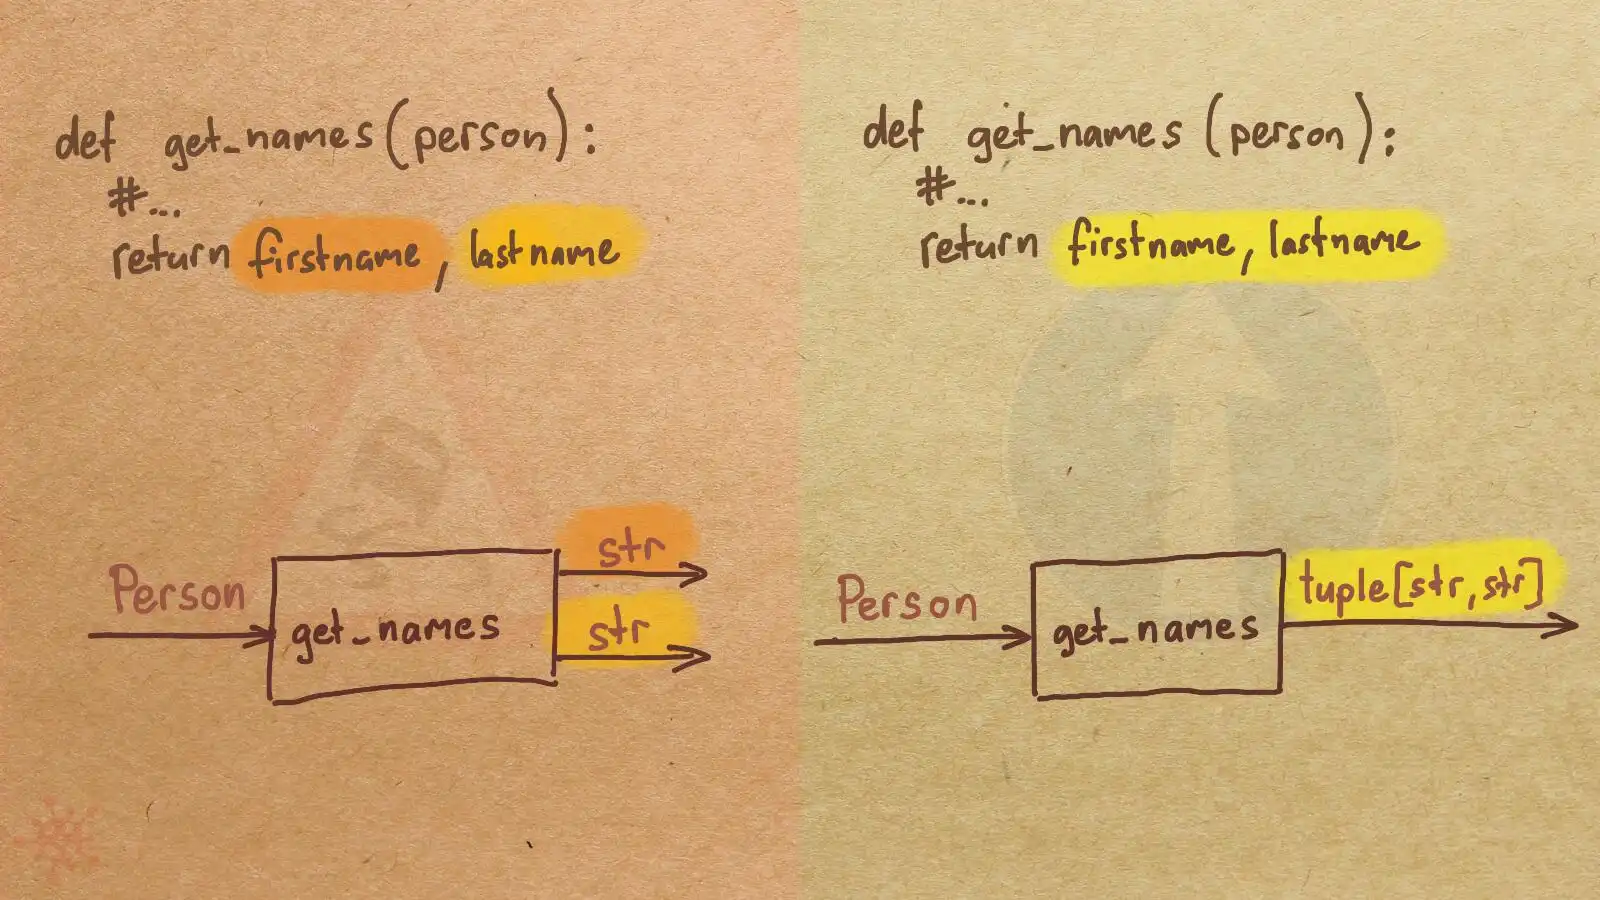 def get_names(person):
#...
return firstname, lastname
str
Person
get_names
str
def get_names (person):
#...
return firstname, lastname
tuple[str, str]
Person
get_names